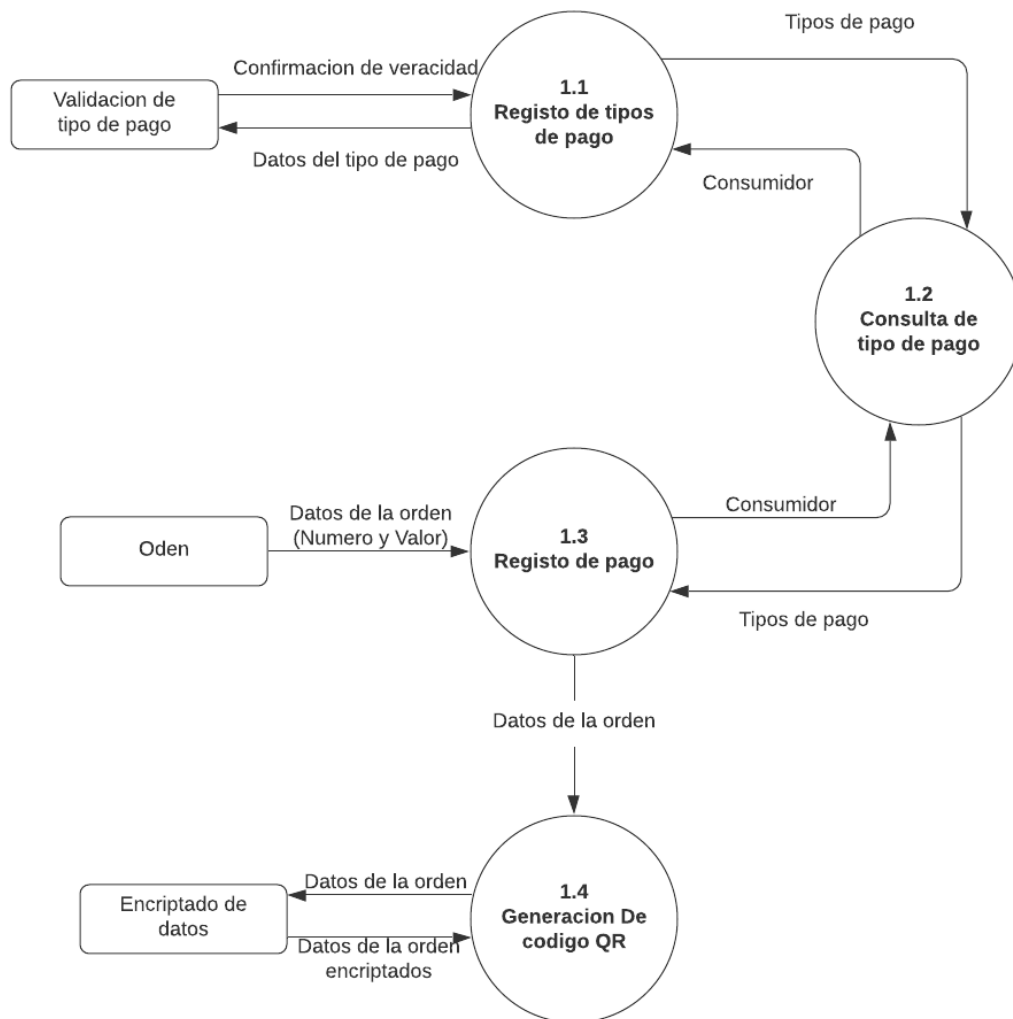 Tipos de pago
Confirmacion de veracidad
Validacion de
tipo de pago
Datos del tipo de pago
1.1
Registo de tipos
de pago
Consumidor
1.2
Consulta de
tipo de pago
Oden
Datos de la orden
(Numero y Valor)
1.3
Registo de pago
Consumidor
Tipos de pago
Datos de la orden
1.4
Generacion De
codigo QR
Datos de la orden
Encriptado de
datos
Datos de la orden
encriptados